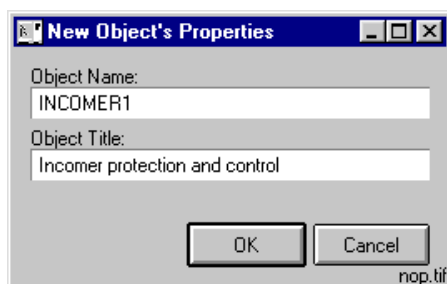 New Object's Properties
Object Name:
INCOMER1
Object Title:
Incomer protection and control
OK Cancel
nop.tif